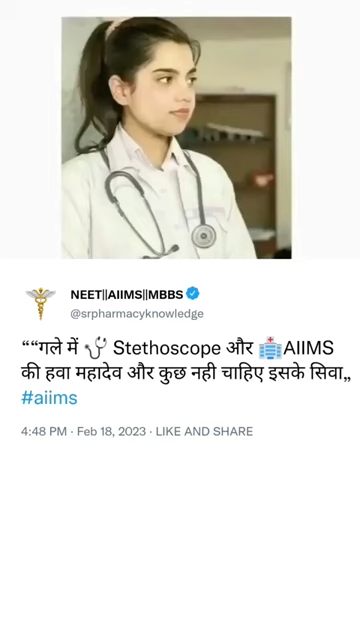 NEET||AIIMS||MBBS
@srpharmacyknowledge
““गले में 🩺 Stethoscope और 🏥AIIMS
की हवा महादेव और कुछ नही चाहिए इसके सिवा„
#aiims
4:48 PM · Feb 18, 2023 · LIKE AND SHARE